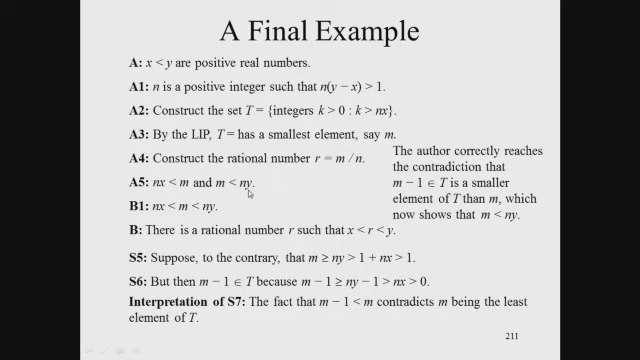 A Final Example
A: x < y are positive real numbers.
A1: n is a positive integer such that n(y − x) > 1.
A2: Construct the set T = {integers k > 0 : k > nx}.
A3: By the LIP, T = has a smallest element, say m.
A4: Construct the rational number r = m / n.
A5: nx < m and m < ny.
B1: nx < m < ny.
B: There is a rational number r such that x < r < y.
The author correctly reaches
the contradiction that
m − 1 ∈ T is a smaller
element of T than m, which
now shows that m < ny.
S5: Suppose, to the contrary, that m ≥ ny > 1 + nx > 1.
S6: But then m − 1 ∈ T because m − 1 ≥ ny − 1 > nx > 0.
Interpretation of S7: The fact that m − 1 < m contradicts m being the least
element of T.
211